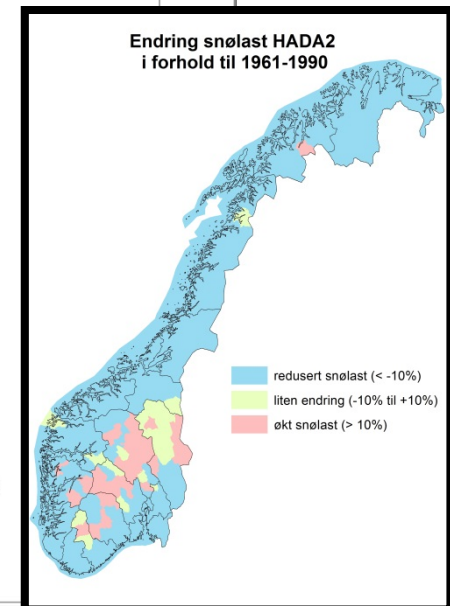 Endring snølast HADA2
i forhold til 1961-1990
redusert snølast (< -10%)
liten endring (-10% til +10%)
økt snølast (> 10%)